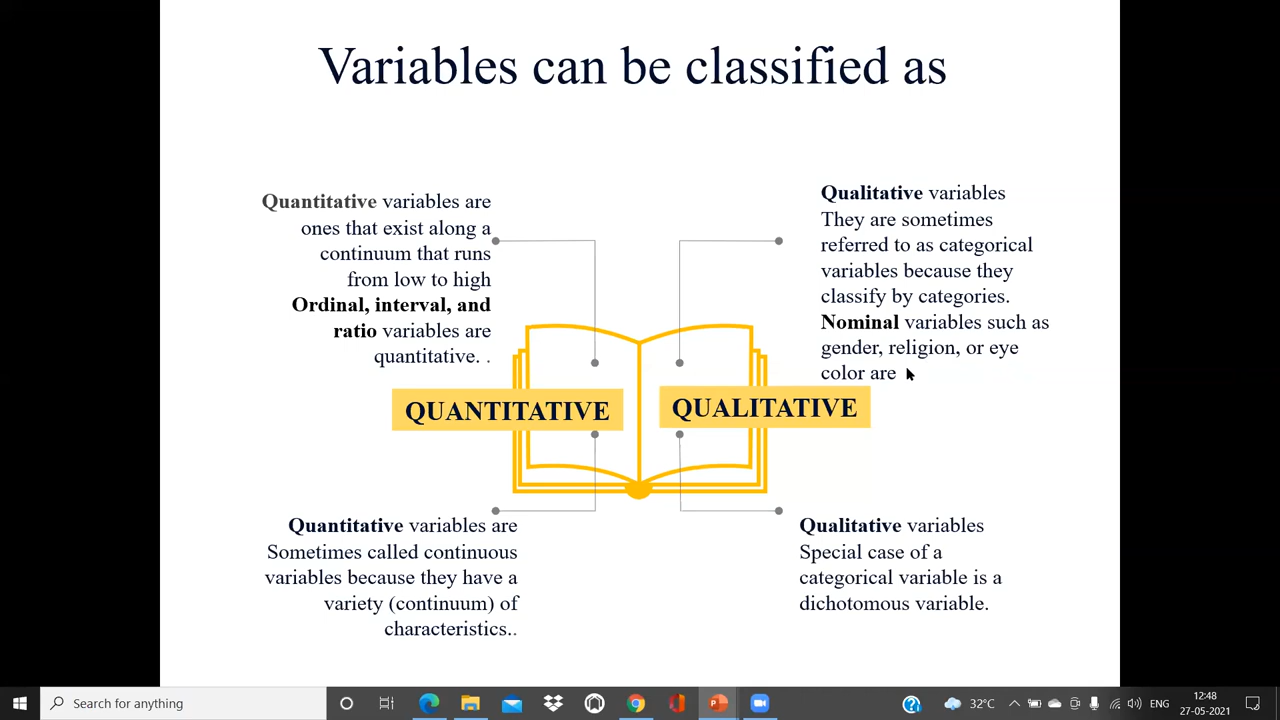 Variables can be classified as
Quantitative variables are
ones that exist along a
continuum that runs
from low to high
Ordinal, interval, and
ratio variables are
quantitative. .
Qualitative variables
They are sometimes
referred to as categorical
variables because they
classify by categories.
Nominal variables such as
gender, religion, or eye
color are
QUANTITATIVE
QUALITATIVE
Quantitative variables are
Sometimes called continuous
variables because they have a
variety (continuum) of
characteristics..
Qualitative variables
Special case of a
categorical variable is a
dichotomous variable.
Search for anything
32°C
ENG
12:48
27-05-2021